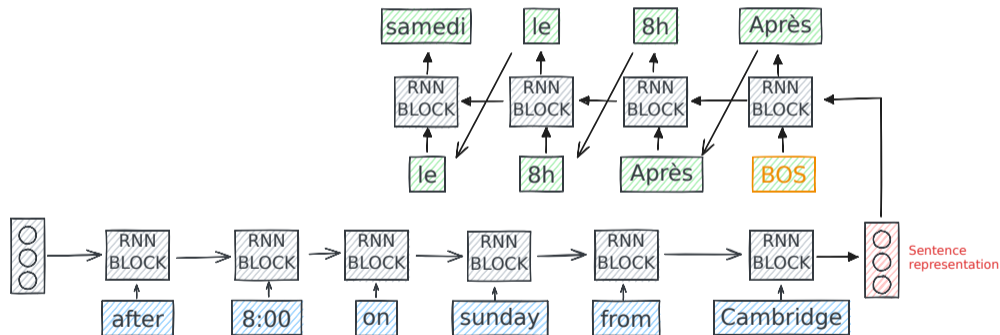 samedi le 8h Après
RNN BLOCK RNN BLOCK RNN BLOCK RNN BLOCK
le 8h Après BOS
RNN BLOCK RNN BLOCK RNN BLOCK RNN BLOCK RNN BLOCK RNN BLOCK
Sentence
representation
after 8:00 on sunday from Cambridge